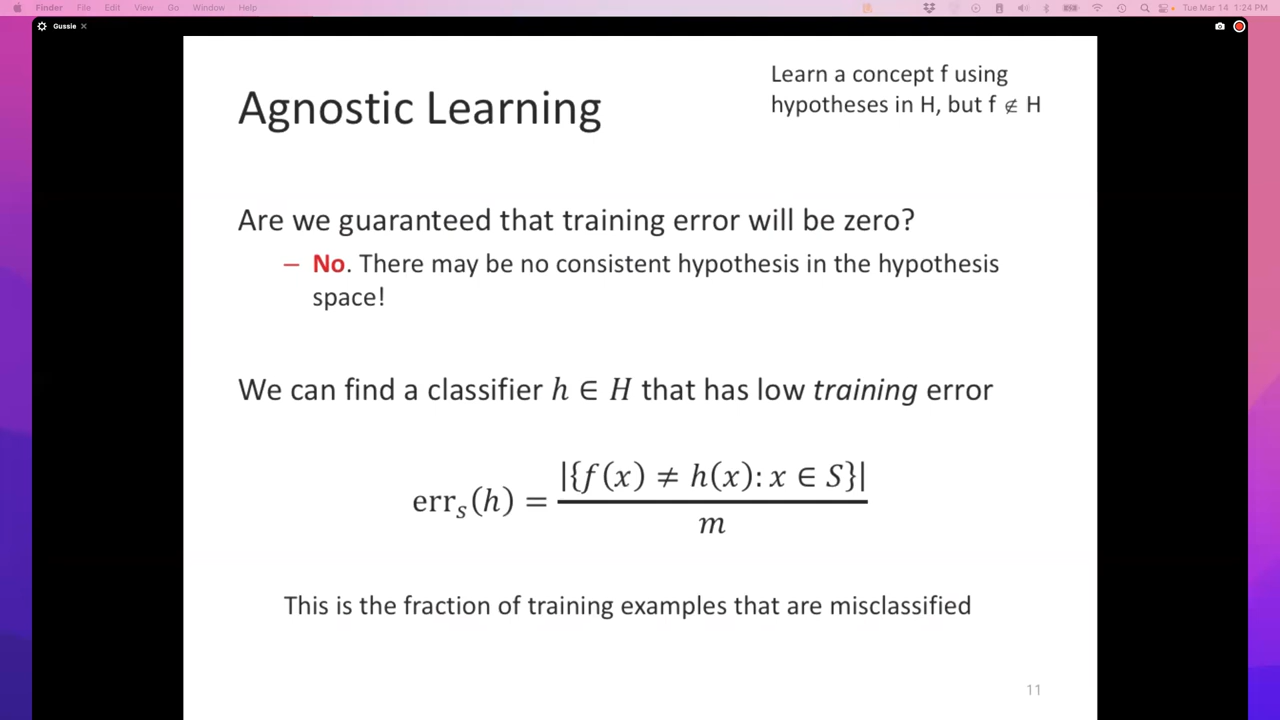 Finder File Edit View Go Window Help Tue Mar 14 1:24 PM
Gussie
Learn a concept f using
hypotheses in H, but f ∉ H
Agnostic Learning
Are we guaranteed that training error will be zero?
– No. There may be no consistent hypothesis in the hypothesis
space!
We can find a classifier h ∈ H that has low training error
err_s(h) = |{f(x) ≠ h(x): x ∈ S}| / m
This is the fraction of training examples that are misclassified
11